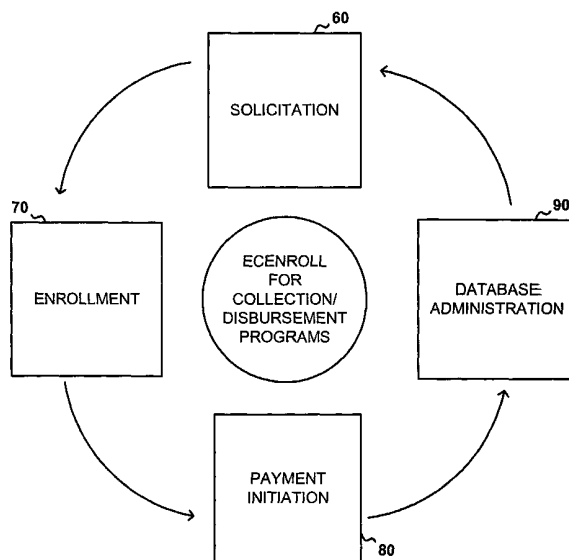 60
SOLICITATION
70
ENROLLMENT
90
DATABASE
ADMINISTRATION
ECENROLL
FOR
COLLECTION/
DISBURSEMENT
PROGRAMS
PAYMENT
INITIATION
80